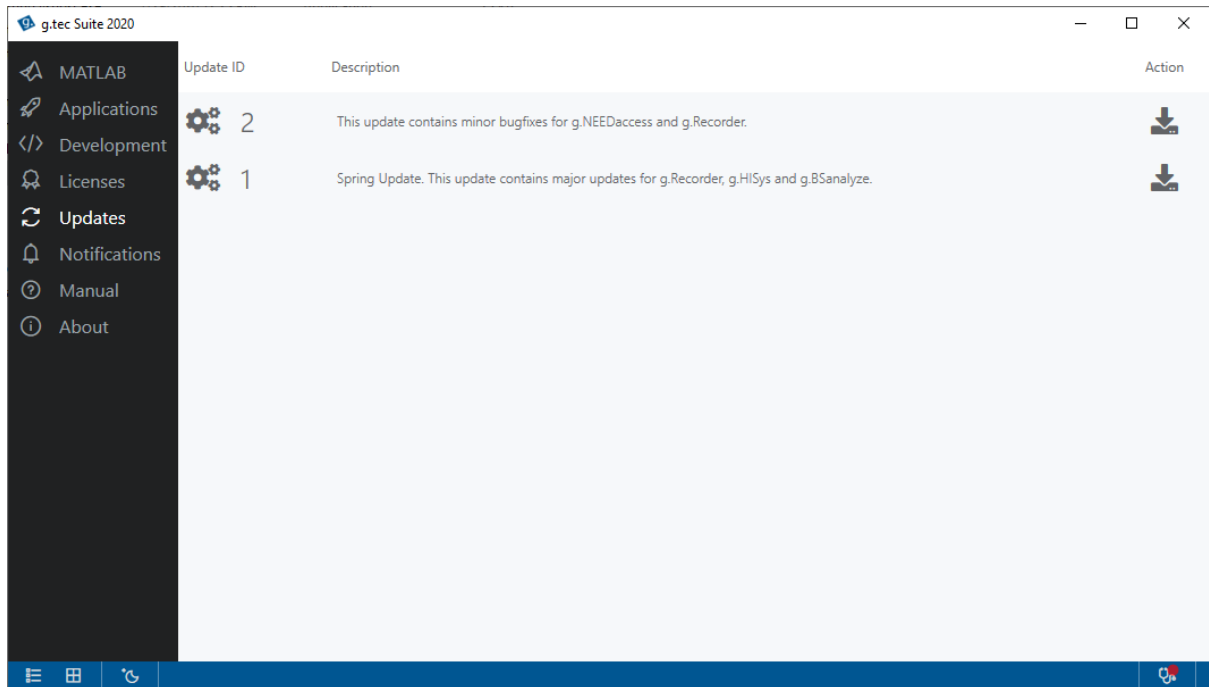 g.tec Suite 2020
MATLAB
Applications
Development
Licenses
Updates
Notifications
Manual
About
Update ID Description Action
2 This update contains minor bugfixes for g.NEEDaccess and g.Recorder.
1 Spring Update. This update contains major updates for g.Recorder, g.HISys and g.BSanalyze.